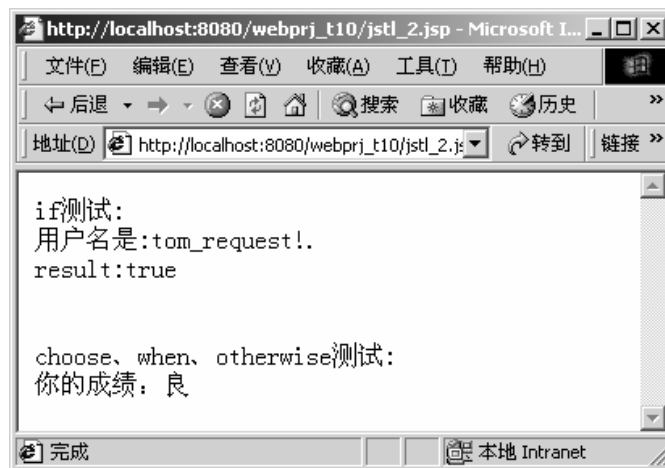 http://localhost:8080/webprj_t10/jstl_2.jsp - Microsoft I...
文件(F) 编辑(E) 查看(V) 收藏(A) 工具(T) 帮助(H)
后退 搜索 收藏 历史 »
地址(D) http://localhost:8080/webprj_t10/jstl_2.js 转到 链接 »
if测试:
用户名是:tom_request!.
result:true
choose、when、otherwise测试:
你的成绩: 良
完成 本地 Intranet